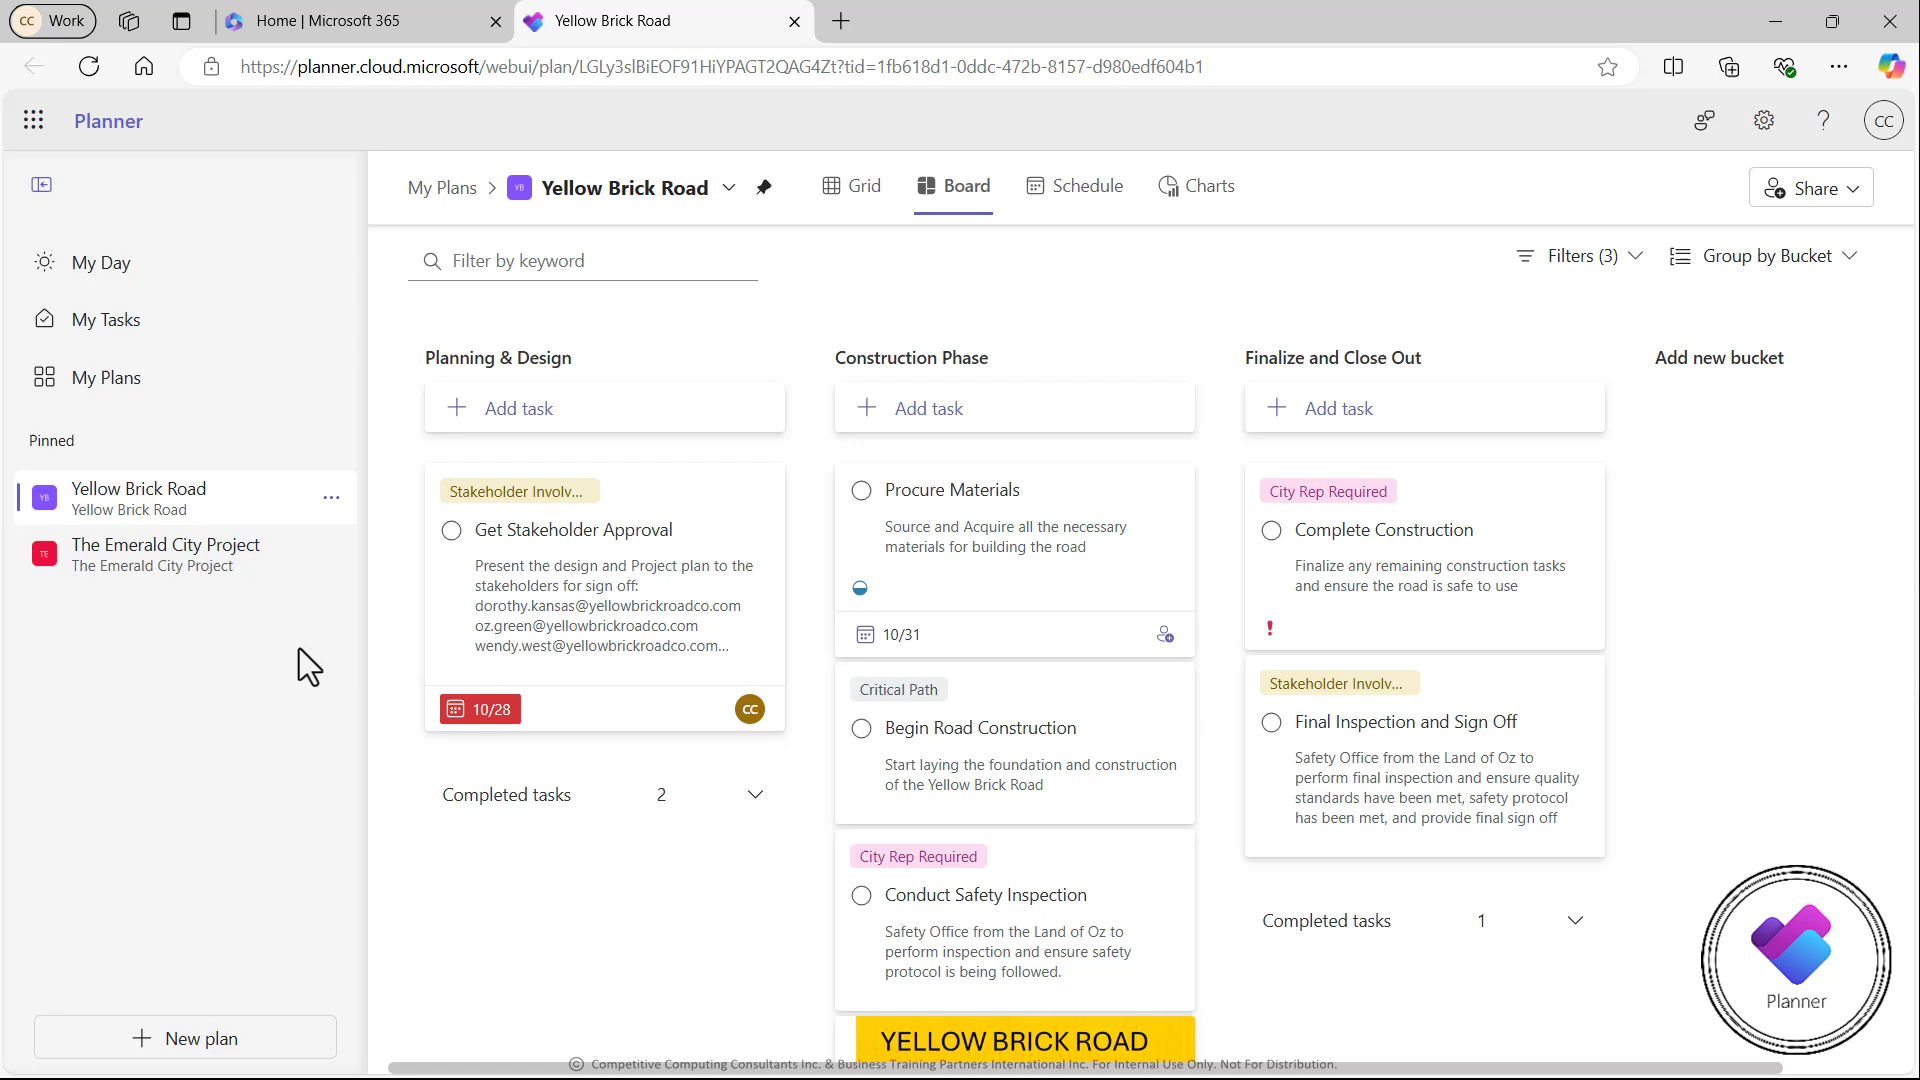 CC Work
Home | Microsoft 365
Yellow Brick Road
https://planner.cloud.microsoft/webui/plan/LGLy3slBiEOF91HiYPAGT2QAG4Zt?tid=1fb618d1-0ddc-472b-8157-d980edf604b1
Planner
CC
My Plans
YB
Yellow Brick Road
Grid
Board
Schedule
Charts
Share
My Day
My Tasks
My Plans
Pinned
YB
Yellow Brick Road
Yellow Brick Road
TE
The Emerald City Project
The Emerald City Project
New plan
Filter by keyword
Filters (3)
Group by Bucket
Planning & Design
Add task
Stakeholder Involv...
Get Stakeholder Approval
Present the design and Project plan to the
stakeholders for sign off:
dorothy.kansas@yellowbrickroadco.com
oz.green@yellowbrickroadco.com
wendy.west@yellowbrickroadco.com...
10/28
CC
Completed tasks 2
Construction Phase
Add task
Procure Materials
Source and Acquire all the necessary
materials for building the road
10/31
Critical Path
Begin Road Construction
Start laying the foundation and construction
of the Yellow Brick Road
City Rep Required
Conduct Safety Inspection
Safety Office from the Land of Oz to
perform inspection and ensure safety
protocol is being followed.
YELLOW BRICK ROAD
Finalize and Close Out
Add task
City Rep Required
Complete Construction
Finalize any remaining construction tasks
and ensure the road is safe to use
Stakeholder Involv...
Final Inspection and Sign Off
Safety Office from the Land of Oz to
perform final inspection and ensure quality
standards have been met, safety protocol
has been met, and provide final sign off
Completed tasks 1
Add new bucket
Planner
© Competitive Computing Consultants Inc. & Business Training Partners International Inc. For Internal Use Only. Not For Distribution.